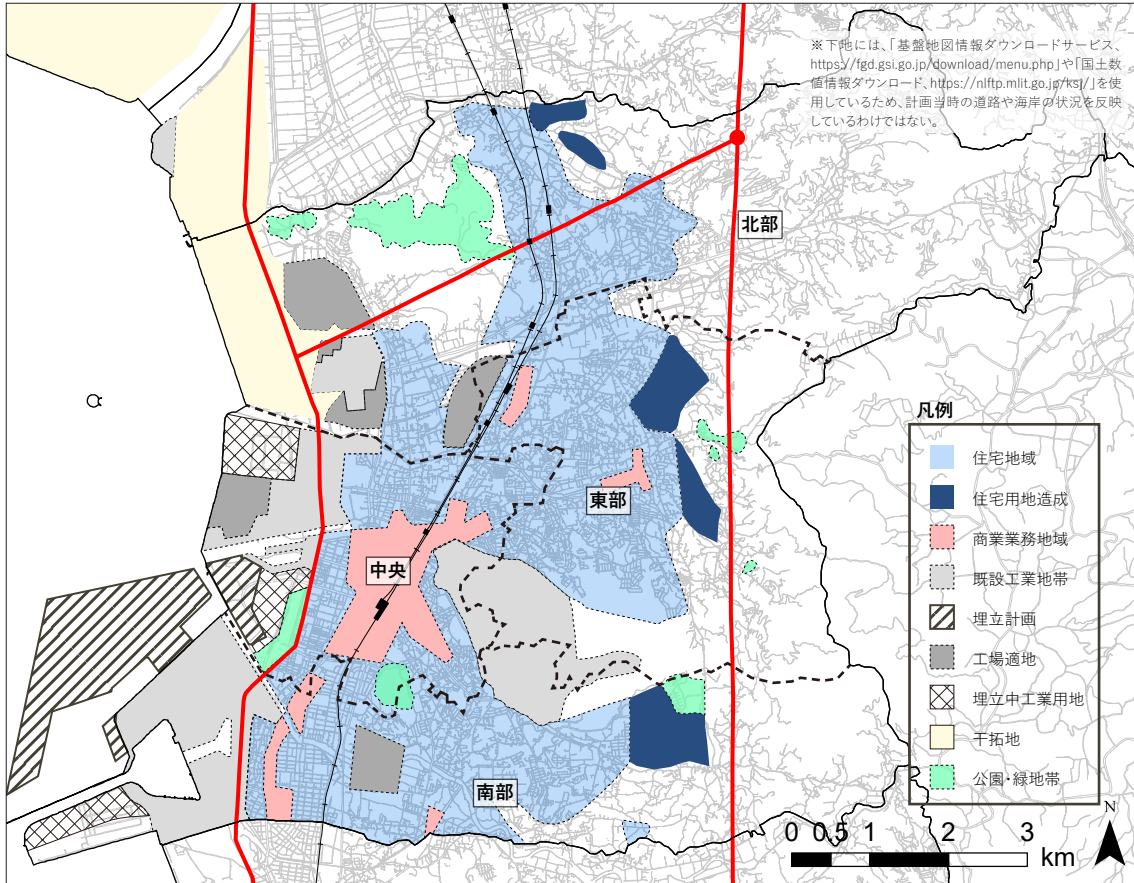 ※下地には、「基盤地図情報ダウンロードサービス、
https://fgd.gsi.go.jp/download/menu.php」や「国土数
値情報ダウンロード、https://nlftp.mlit.go.jp/ksj/」を使
用しているため、計画当時の道路や海岸の状況を反映
しているわけではない。
北部
東部
中央
南部
凡例
住宅地域
住宅用地造成
商業業務地域
既設工業地帯
埋立計画
工場適地
埋立中工業用地
干拓地
公園・緑地帯
N
0 0.5 1 2 3
km